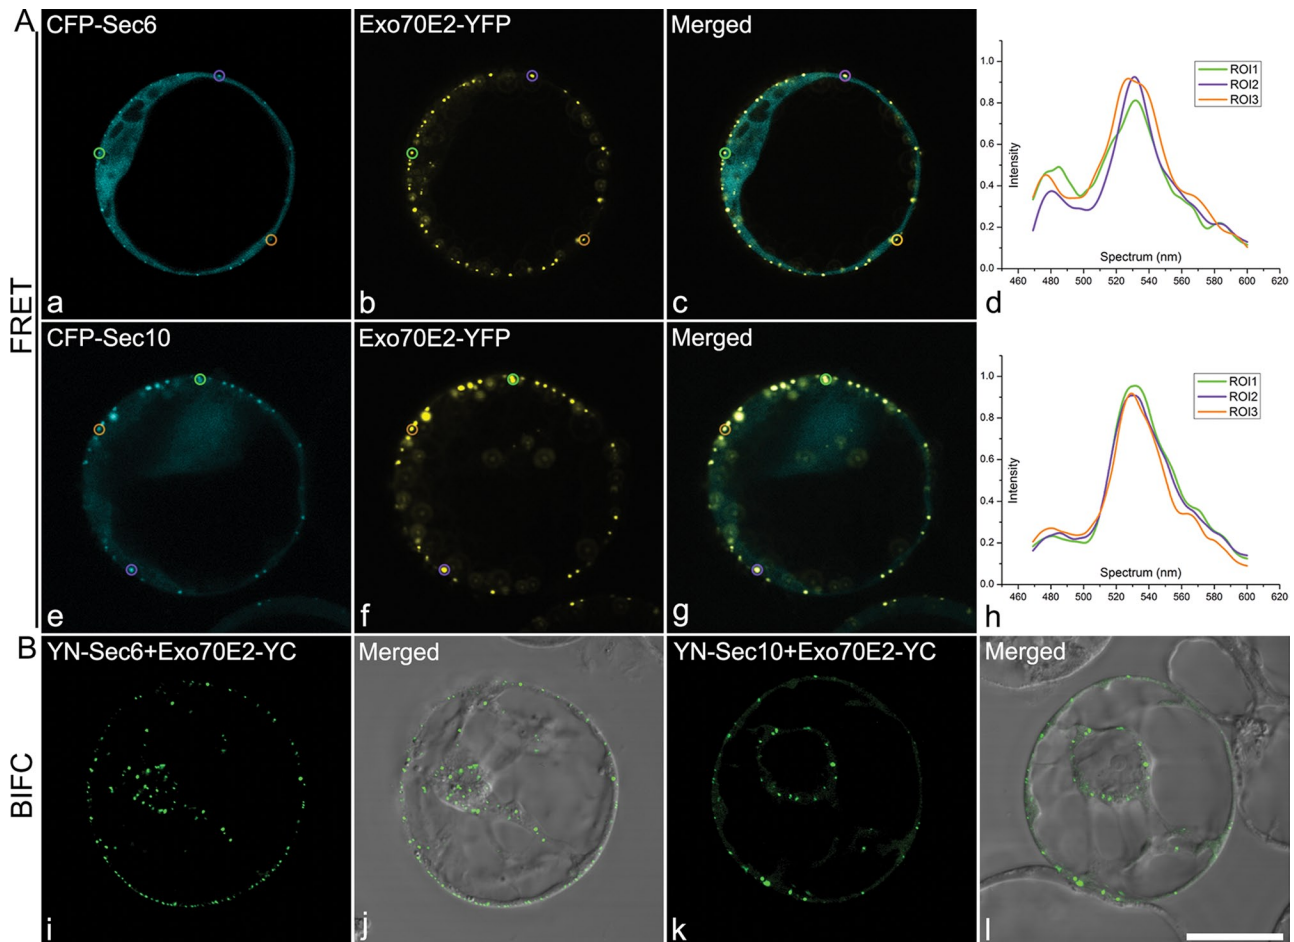 A
FRET
CFP-Sec6
Exo70E2-YFP
Merged
a
b
c
1.0
0.8
0.6
0.4
0.2
0.0
Intensity
ROI1
ROI2
ROI3
Spectrum (nm)
460 480 500 520 540 560 580 600 620
d
CFP-Sec10
Exo70E2-YFP
Merged
e
f
g
1.0
0.8
0.6
0.4
0.2
0.0
Intensity
ROI1
ROI2
ROI3
Spectrum (nm)
460 480 500 520 540 560 580 600 620
h
B
BIFC
YN-Sec6+Exo70E2-YC
Merged
YN-Sec10+Exo70E2-YC
Merged
i
j
k
l